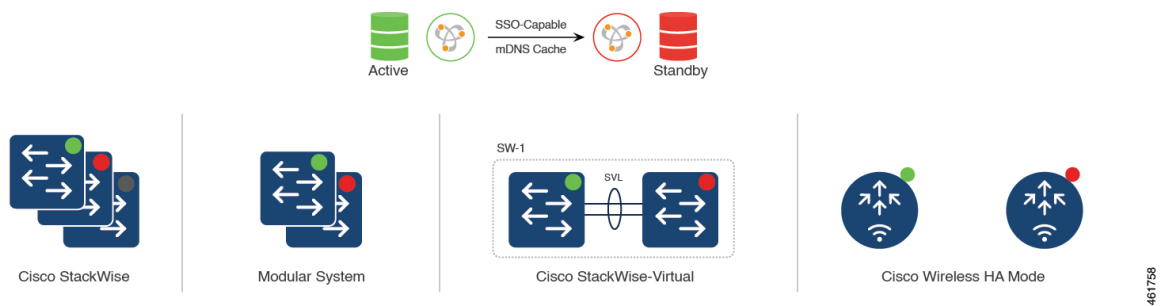 SSO-Capable
mDNS Cache
Active
Standby
SW-1
SVL
Cisco StackWise
Modular System
Cisco StackWise-Virtual
Cisco Wireless HA Mode
461758